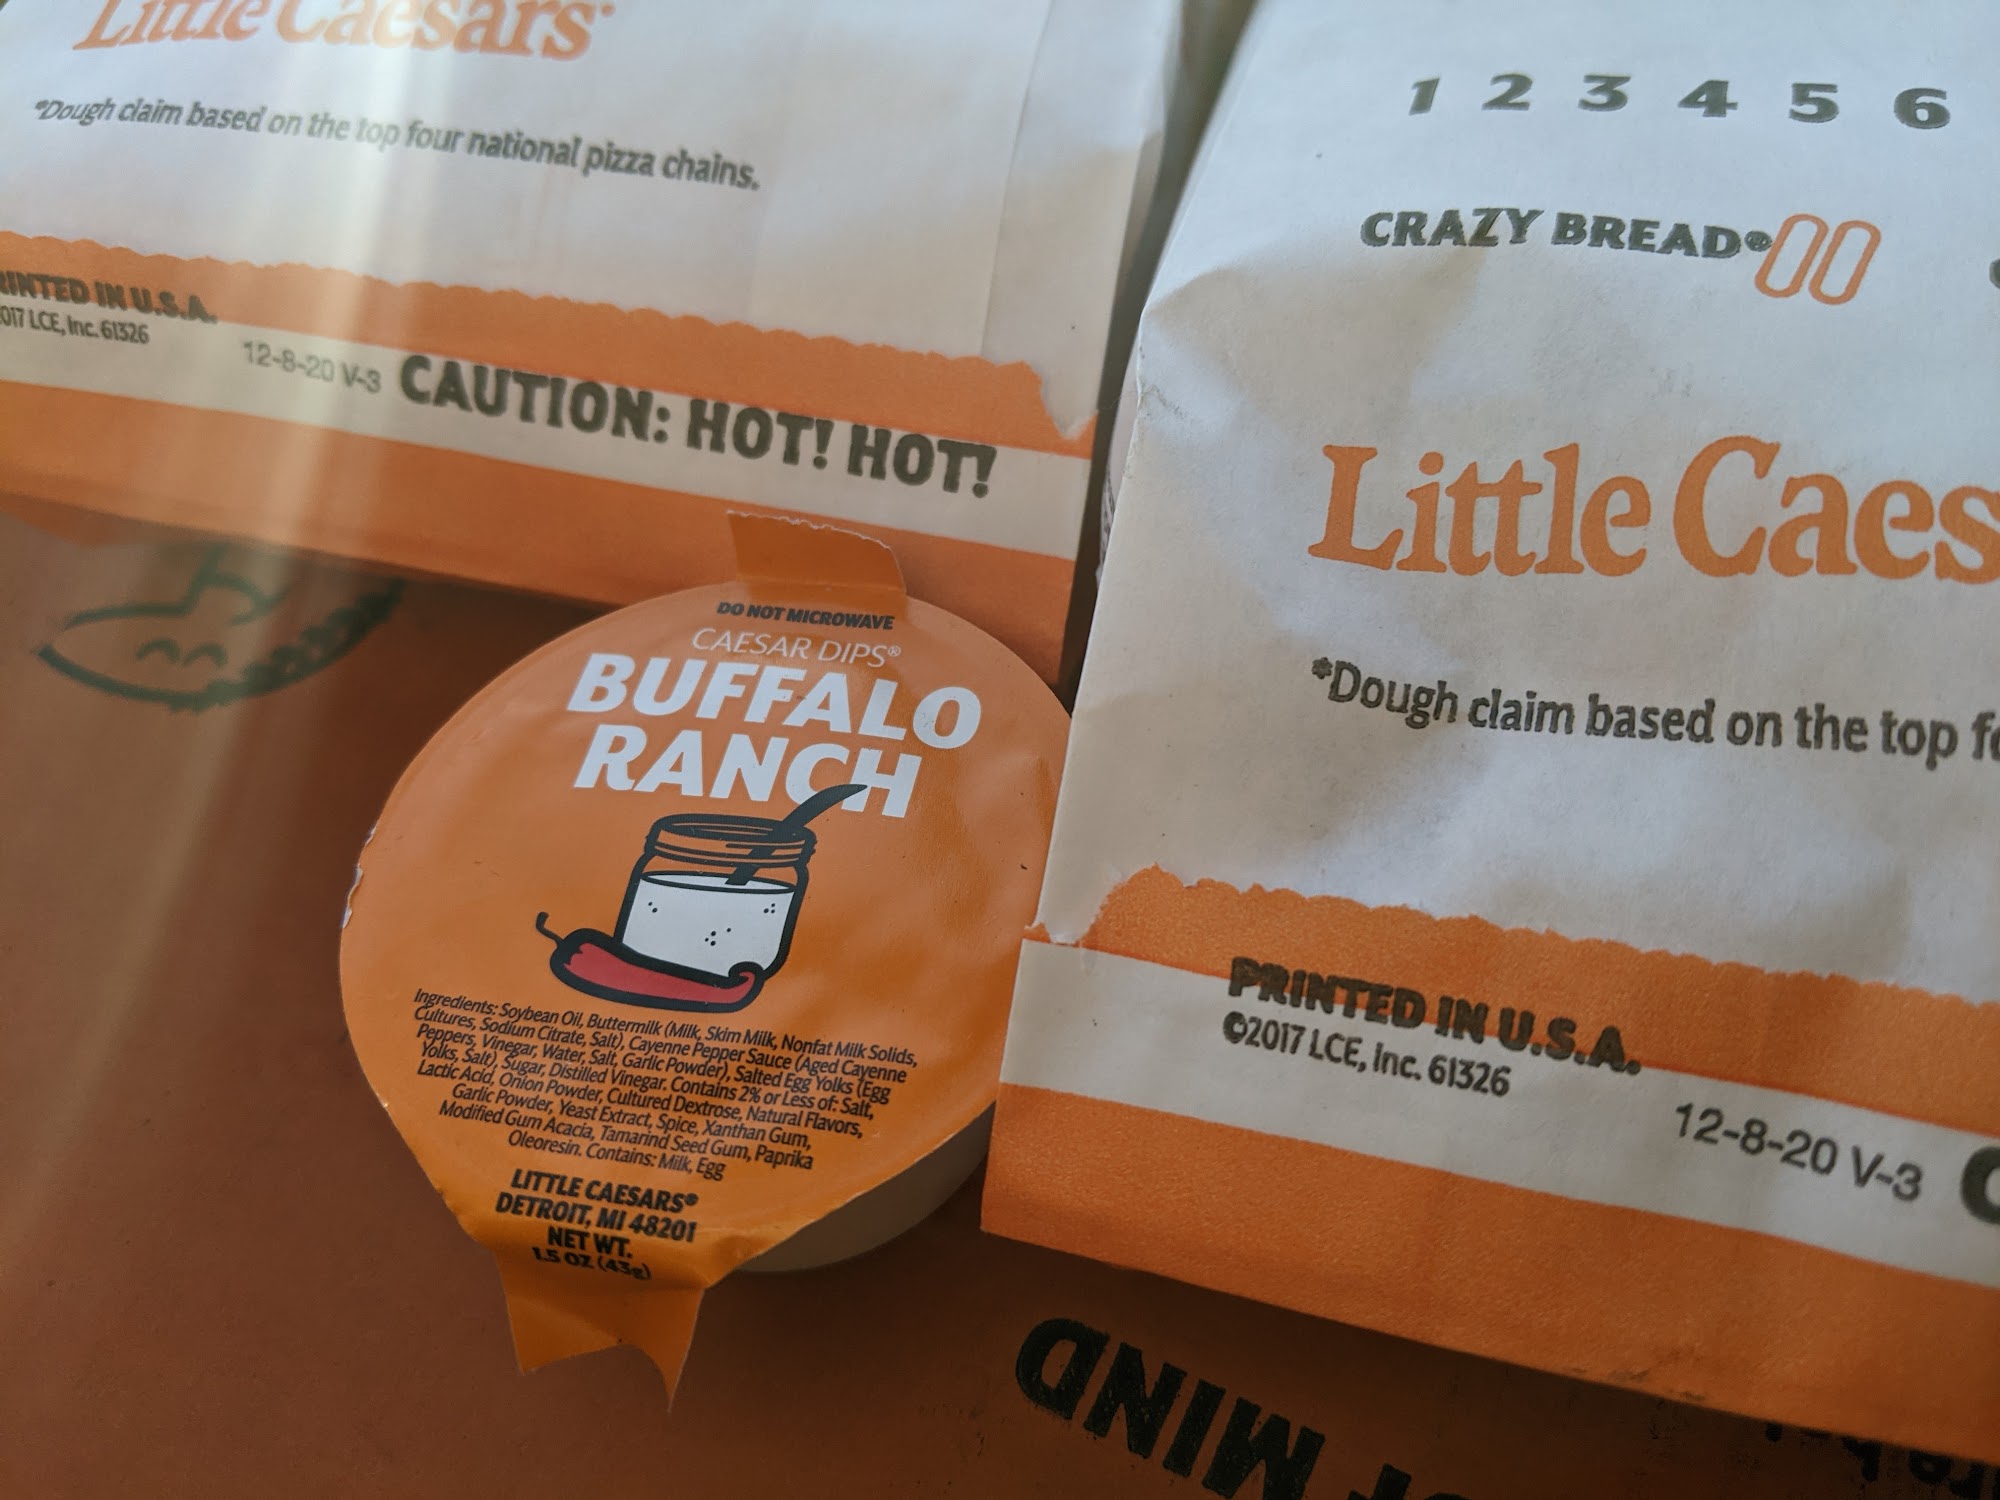 Little Caesars®
*Dough claim based on the top four national pizza chains.
PRINTED IN U.S.A.
2017 LCE, Inc. 61326
12-8-20 V-3
CAUTION: HOT! HOT!
DO NOT MICROWAVE
CAESAR DIPS®
BUFFALO
RANCH
Ingredients: Soybean Oil, Buttermilk (Milk, Skim Milk, Nonfat Milk Solids,
Cultures, Sodium Citrate, Salt), Cayenne Pepper Sauce (Aged Cayenne
Peppers, Vinegar, Water, Salt, Garlic Powder), Salted Egg Yolks (Egg
Yolks, Salt), Sugar, Distilled Vinegar. Contains 2% or Less of: Salt,
Lactic Acid, Onion Powder, Cultured Dextrose, Natural Flavors,
Garlic Powder, Yeast Extract, Spice, Xanthan Gum,
Modified Gum Acacia, Tamarind Seed Gum, Paprika
Oleoresin. Contains: Milk, Egg
LITTLE CAESARS®
DETROIT, MI 48201
NET WT.
1.5 OZ (43g)
1 2 3 4 5 6
CRAZY BREAD®
Little Caes
*Dough claim based on the top fo
PRINTED IN U.S.A.
©2017 LCE, Inc. 61326
12-8-20 V-3
C
OF MIND